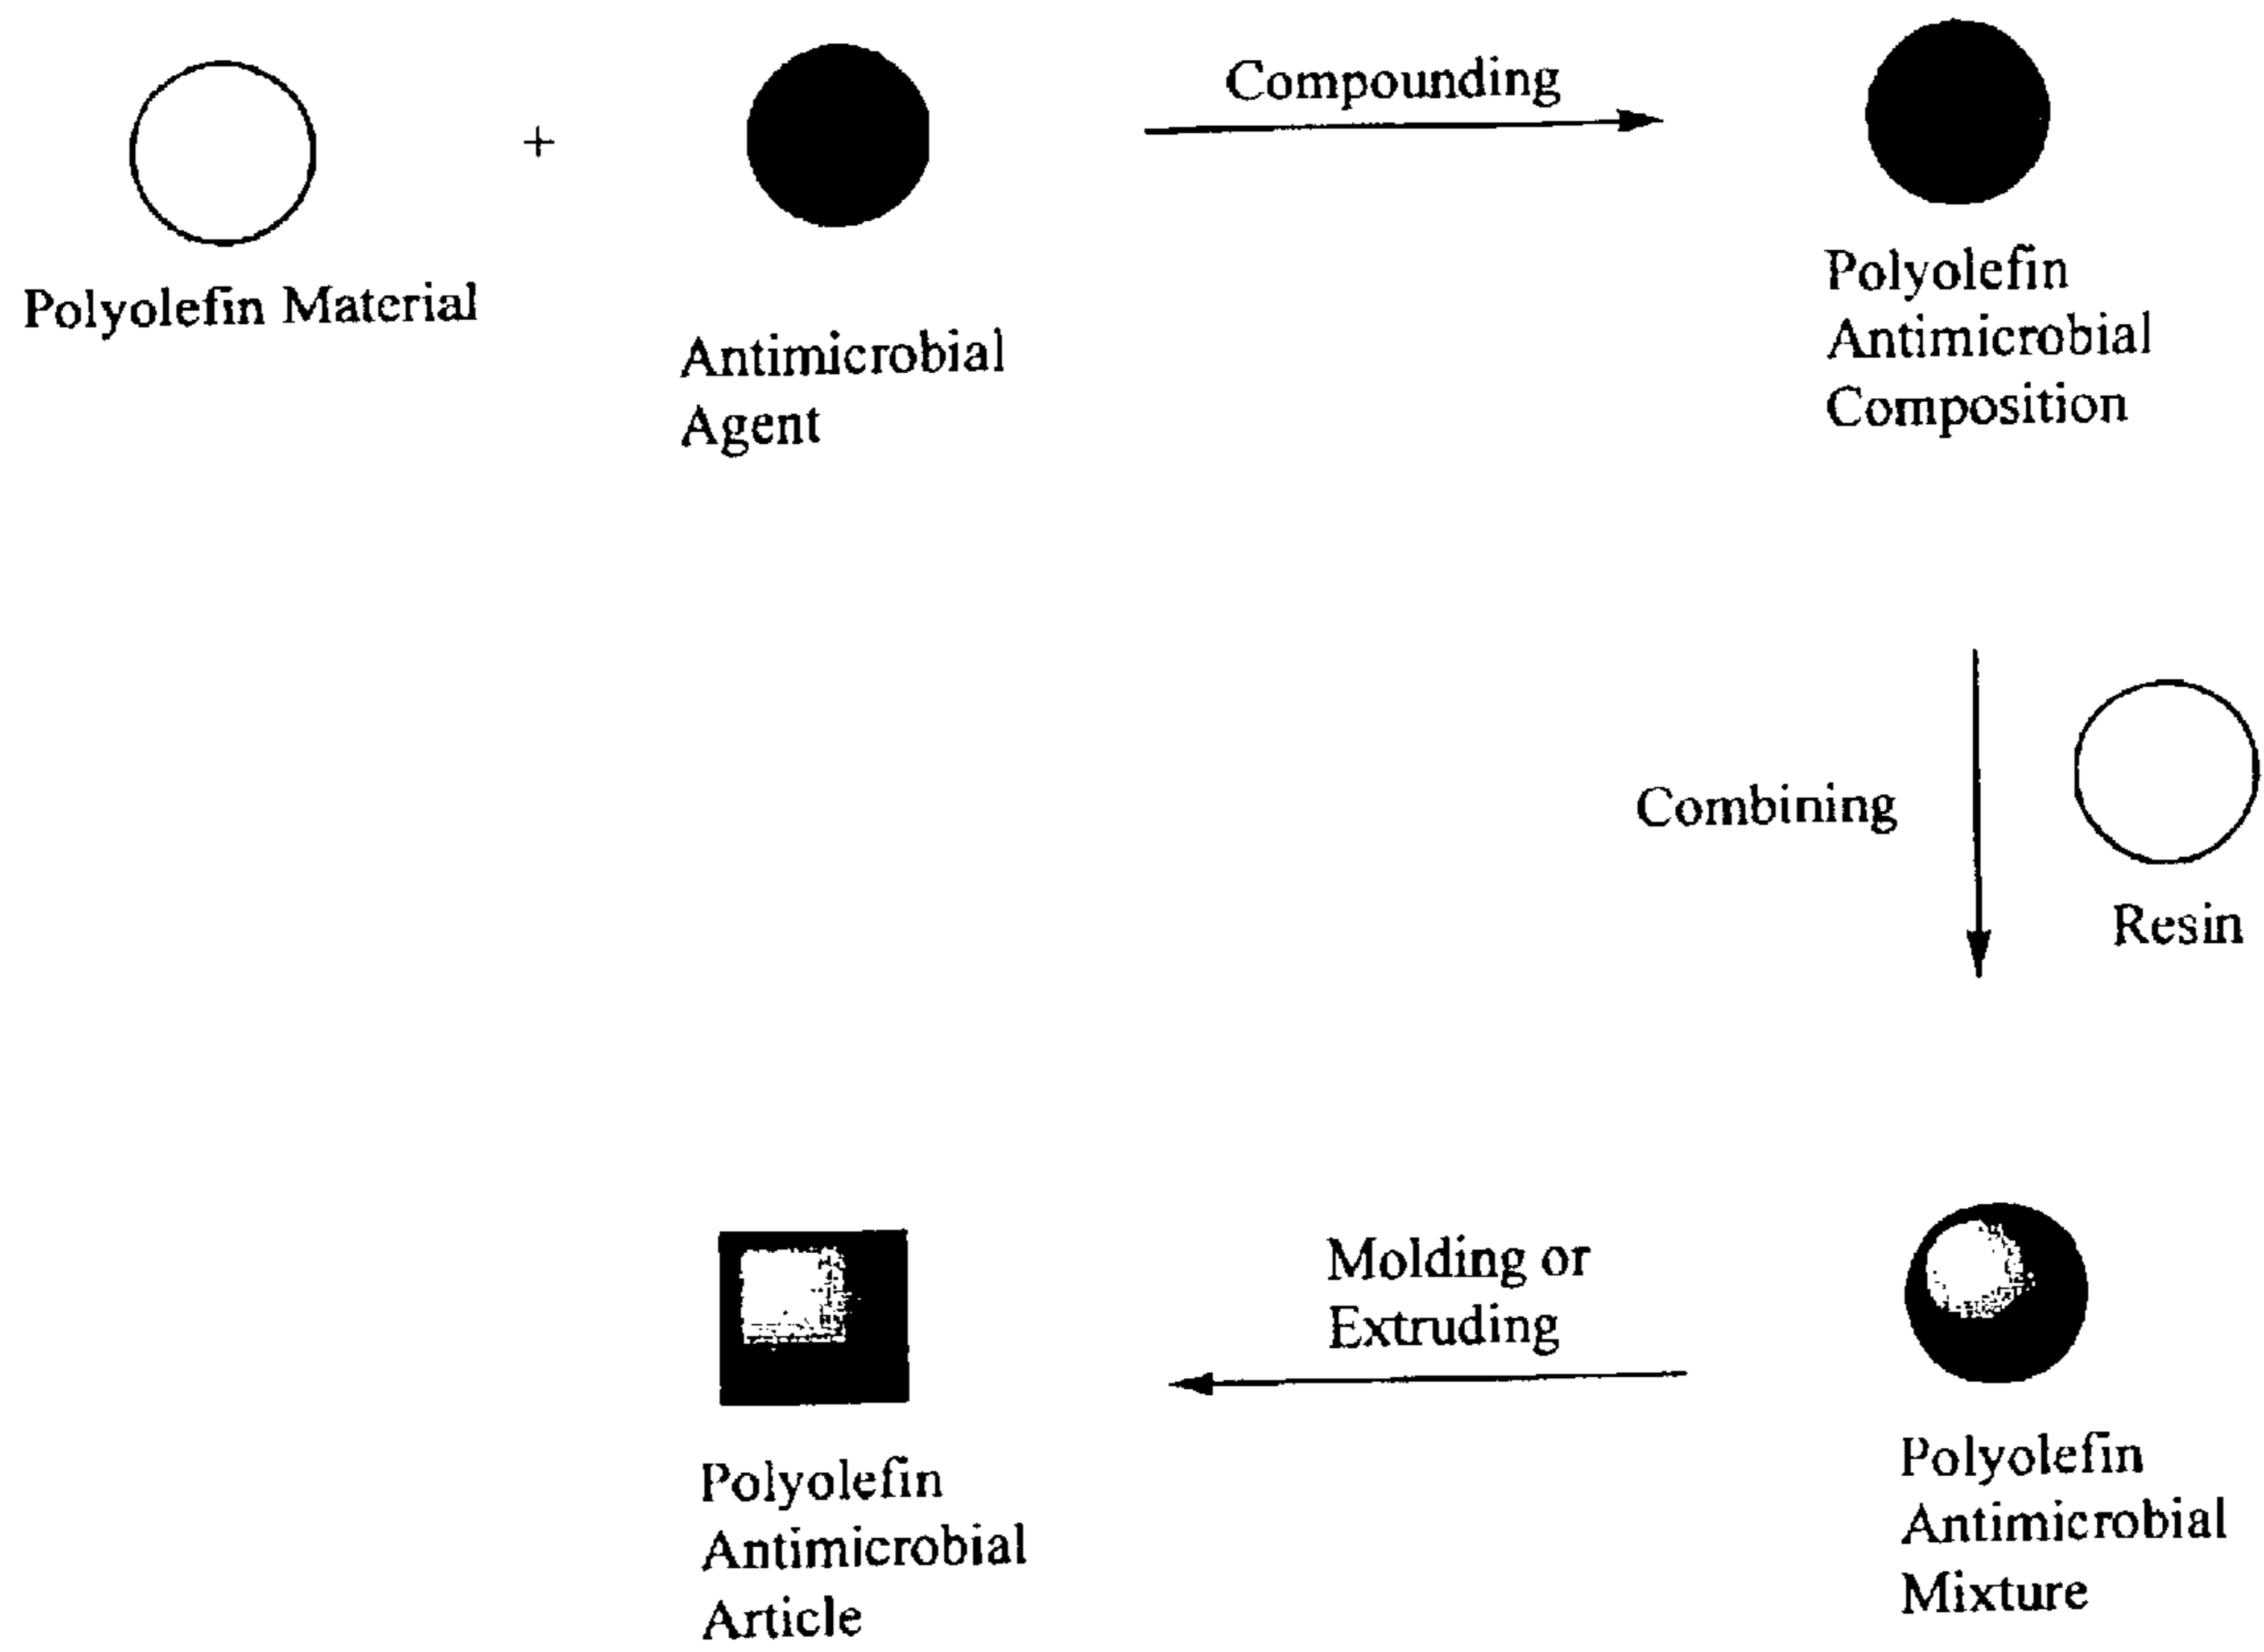 Compounding
+
Polyolefin Material
Antimicrobial
Agent
Polyolefin
Antimicrobial
Composition
Combining
Resin
Molding or
Extruding
Polyolefin
Antimicrobial
Mixture
Polyolefin
Antimicrobial
Article